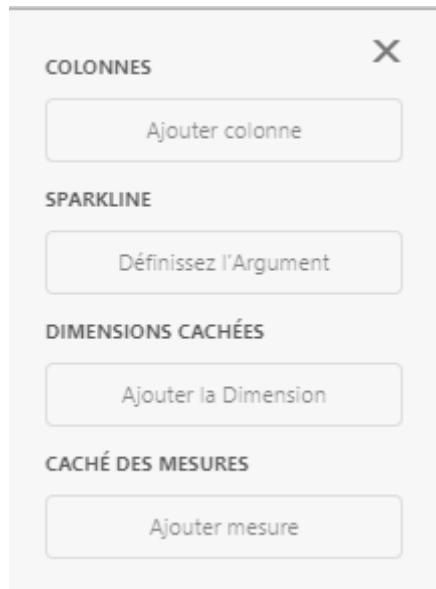 COLONNES
Ajouter colonne
SPARKLINE
Définissez l'Argument
DIMENSIONS CACHÉES
Ajouter la Dimension
CACHÉ DES MESURES
Ajouter mesure